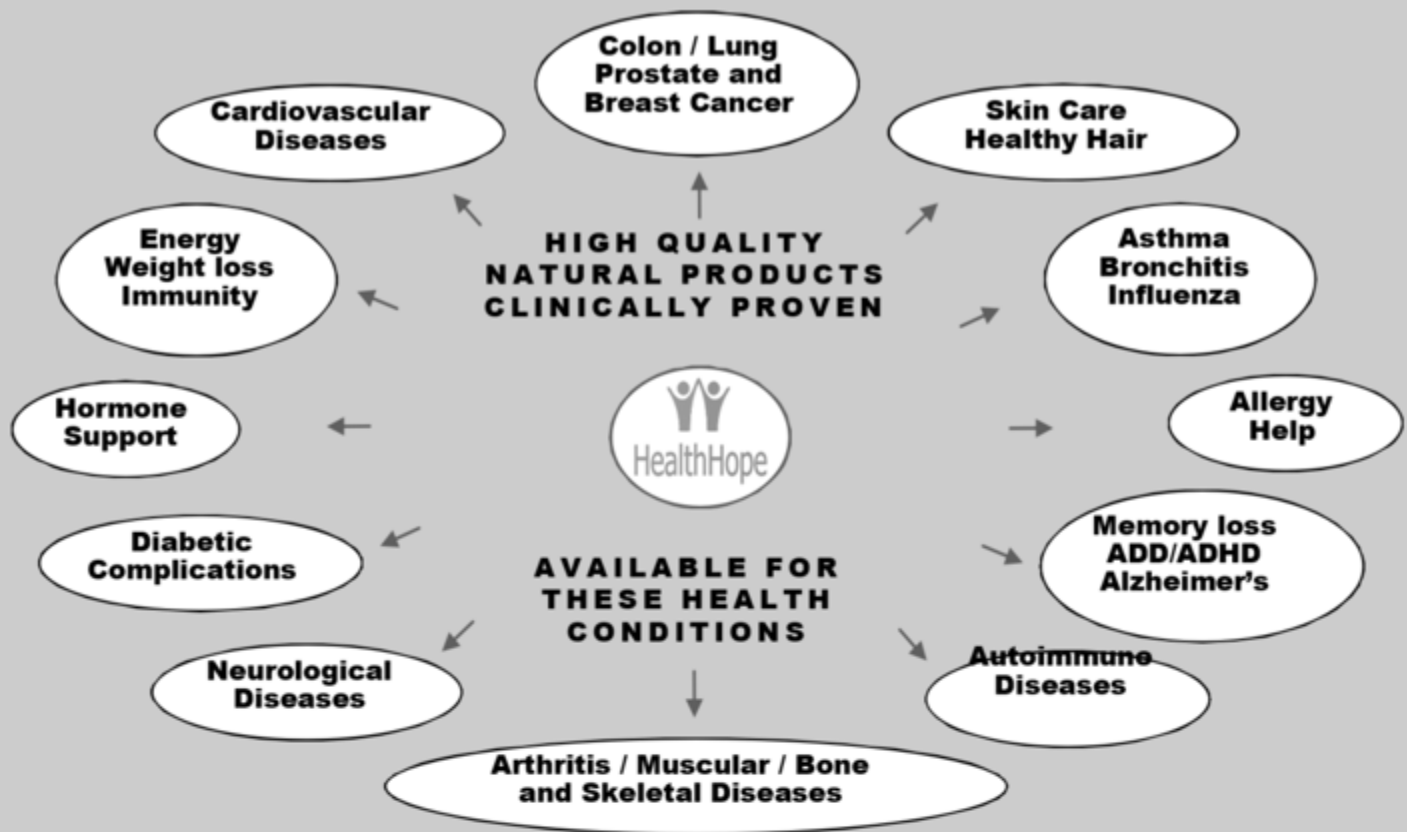 Colon / Lung
Prostate and
Breast Cancer
Cardiovascular
Diseases
Skin Care
Healthy Hair
Energy
Weight loss
Immunity
HIGH QUALITY
NATURAL PRODUCTS
CLINICALLY PROVEN
Asthma
Bronchitis
Influenza
Hormone
Support
HealthHope
Allergy
Help
Diabetic
Complications
AVAILABLE FOR
THESE HEALTH
CONDITIONS
Memory loss
ADD/ADHD
Alzheimer’s
Neurological
Diseases
Autoimmune
Diseases
Arthritis / Muscular / Bone
and Skeletal Diseases